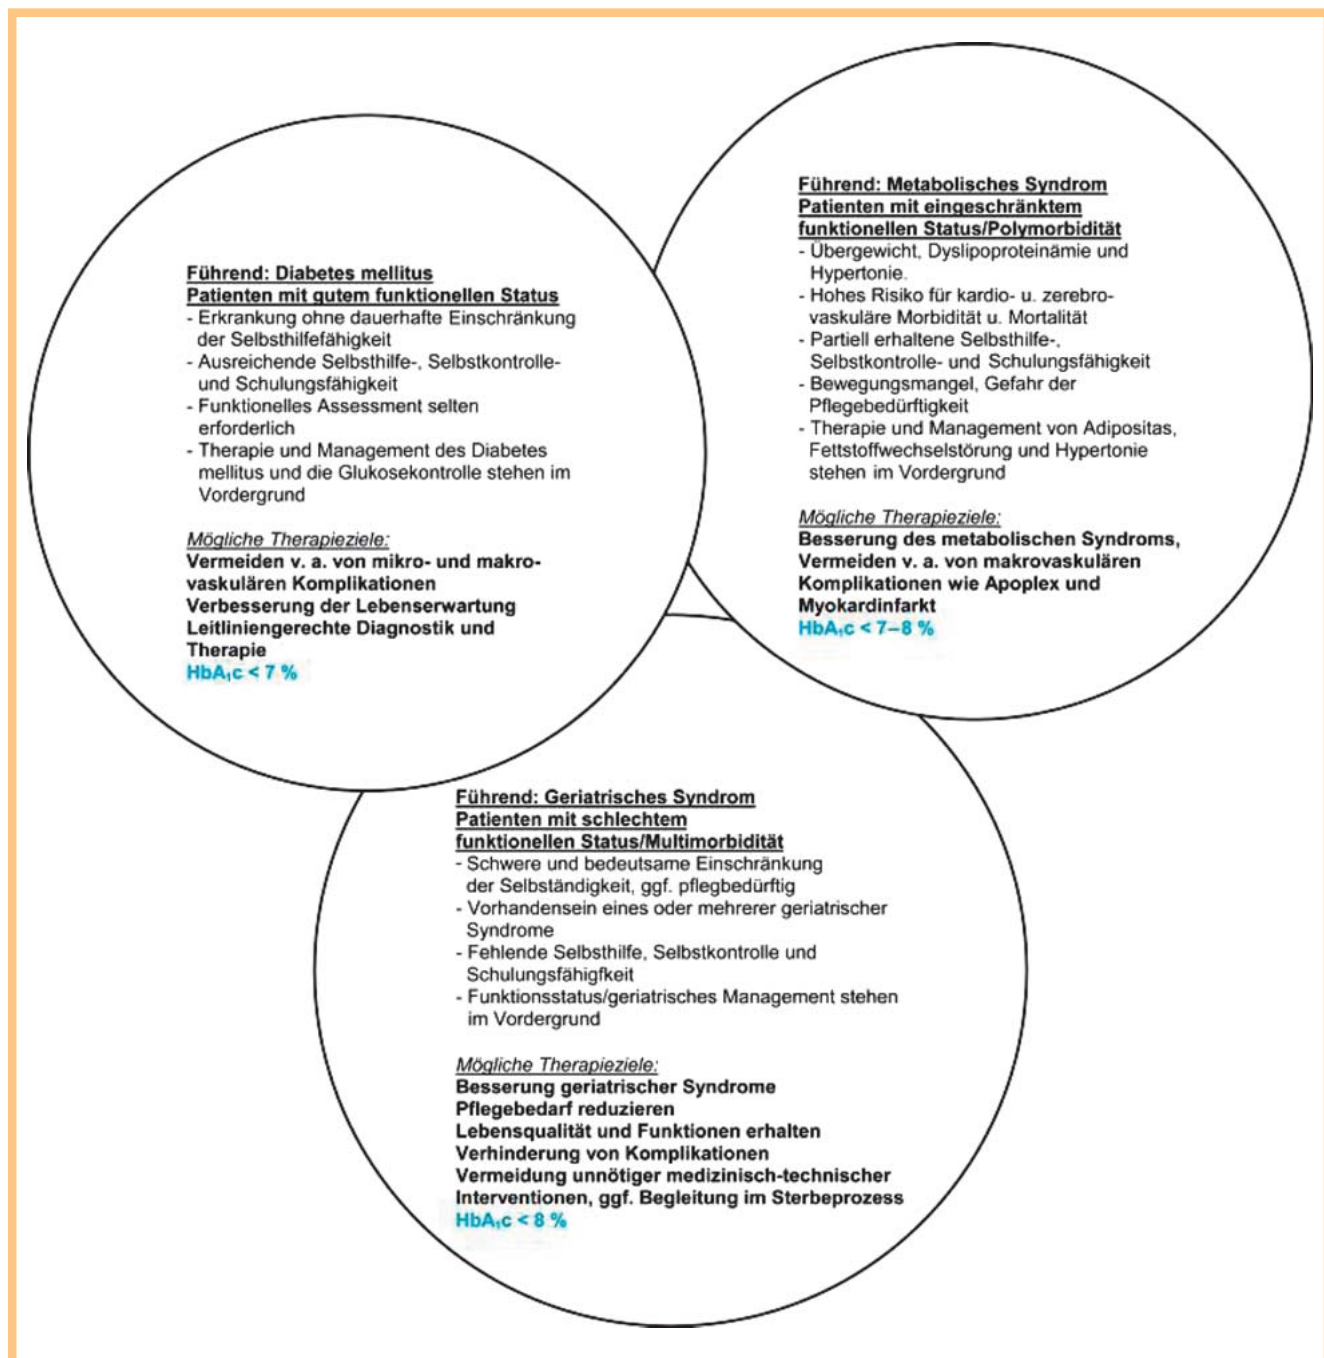 Führend: Diabetes mellitus
Patienten mit gutem funktionellen Status
- Erkrankung ohne dauerhafte Einschränkung
der Selbsthilfefähigkeit
- Ausreichende Selbsthilfe-, Selbstkontrolle-
und Schulungsfähigkeit
- Funktionelles Assessment selten
erforderlich
- Therapie und Management des Diabetes
mellitus und die Glukosekontrolle stehen im
Vordergrund
Mögliche Therapieziele:
Vermeiden v. a. von mikro- und makro-
vaskulären Komplikationen
Verbesserung der Lebenserwartung
Leitliniengerechte Diagnostik und
Therapie
HbA₁c < 7 %
Führend: Metabolisches Syndrom
Patienten mit eingeschränktem
funktionellen Status/Polymorbidität
- Übergewicht, Dyslipoproteinämie und
Hypertonie.
- Hohes Risiko für kardio- u. zerebro-
vaskuläre Morbidität u. Mortalität
- Partiell erhaltene Selbsthilfe-,
Selbstkontrolle- und Schulungsfähigkeit
- Bewegungsmangel, Gefahr der
Pflegebedürftigkeit
- Therapie und Management von Adipositas,
Fettstoffwechselstörung und Hypertonie
stehen im Vordergrund
Mögliche Therapieziele:
Besserung des metabolischen Syndroms,
Vermeiden v. a. von makrovaskulären
Komplikationen wie Apoplex und
Myokardinfarkt
HbA₁c < 7–8 %
Führend: Geriatrisches Syndrom
Patienten mit schlechtem
funktionellen Status/Multimorbidität
- Schwere und bedeutsame Einschränkung
der Selbständigkeit, ggf. pflegbedürftig
- Vorhandensein eines oder mehrerer geriatrischer
Syndrome
- Fehlende Selbsthilfe, Selbstkontrolle und
Schulungsfähigfkeit
- Funktionsstatus/geriatrisches Management stehen
im Vordergrund
Mögliche Therapieziele:
Besserung geriatrischer Syndrome
Pflegebedarf reduzieren
Lebensqualität und Funktionen erhalten
Verhinderung von Komplikationen
Vermeidung unnötiger medizinisch-technischer
Interventionen, ggf. Begleitung im Sterbeprozess
HbA₁c < 8 %